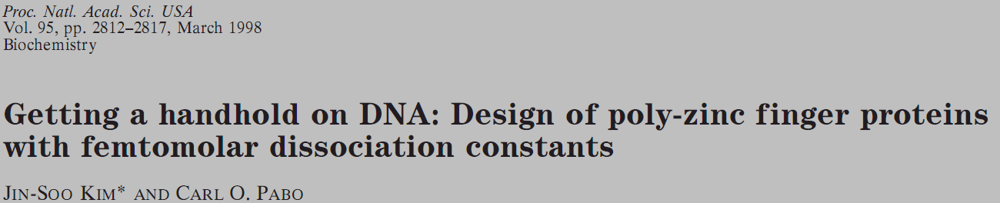 Proc. Natl. Acad. Sci. USA
Vol. 95, pp. 2812–2817, March 1998
Biochemistry
Getting a handhold on DNA: Design of poly-zinc finger proteins
with femtomolar dissociation constants
JIN-SOO KIM* AND CARL O. PABO